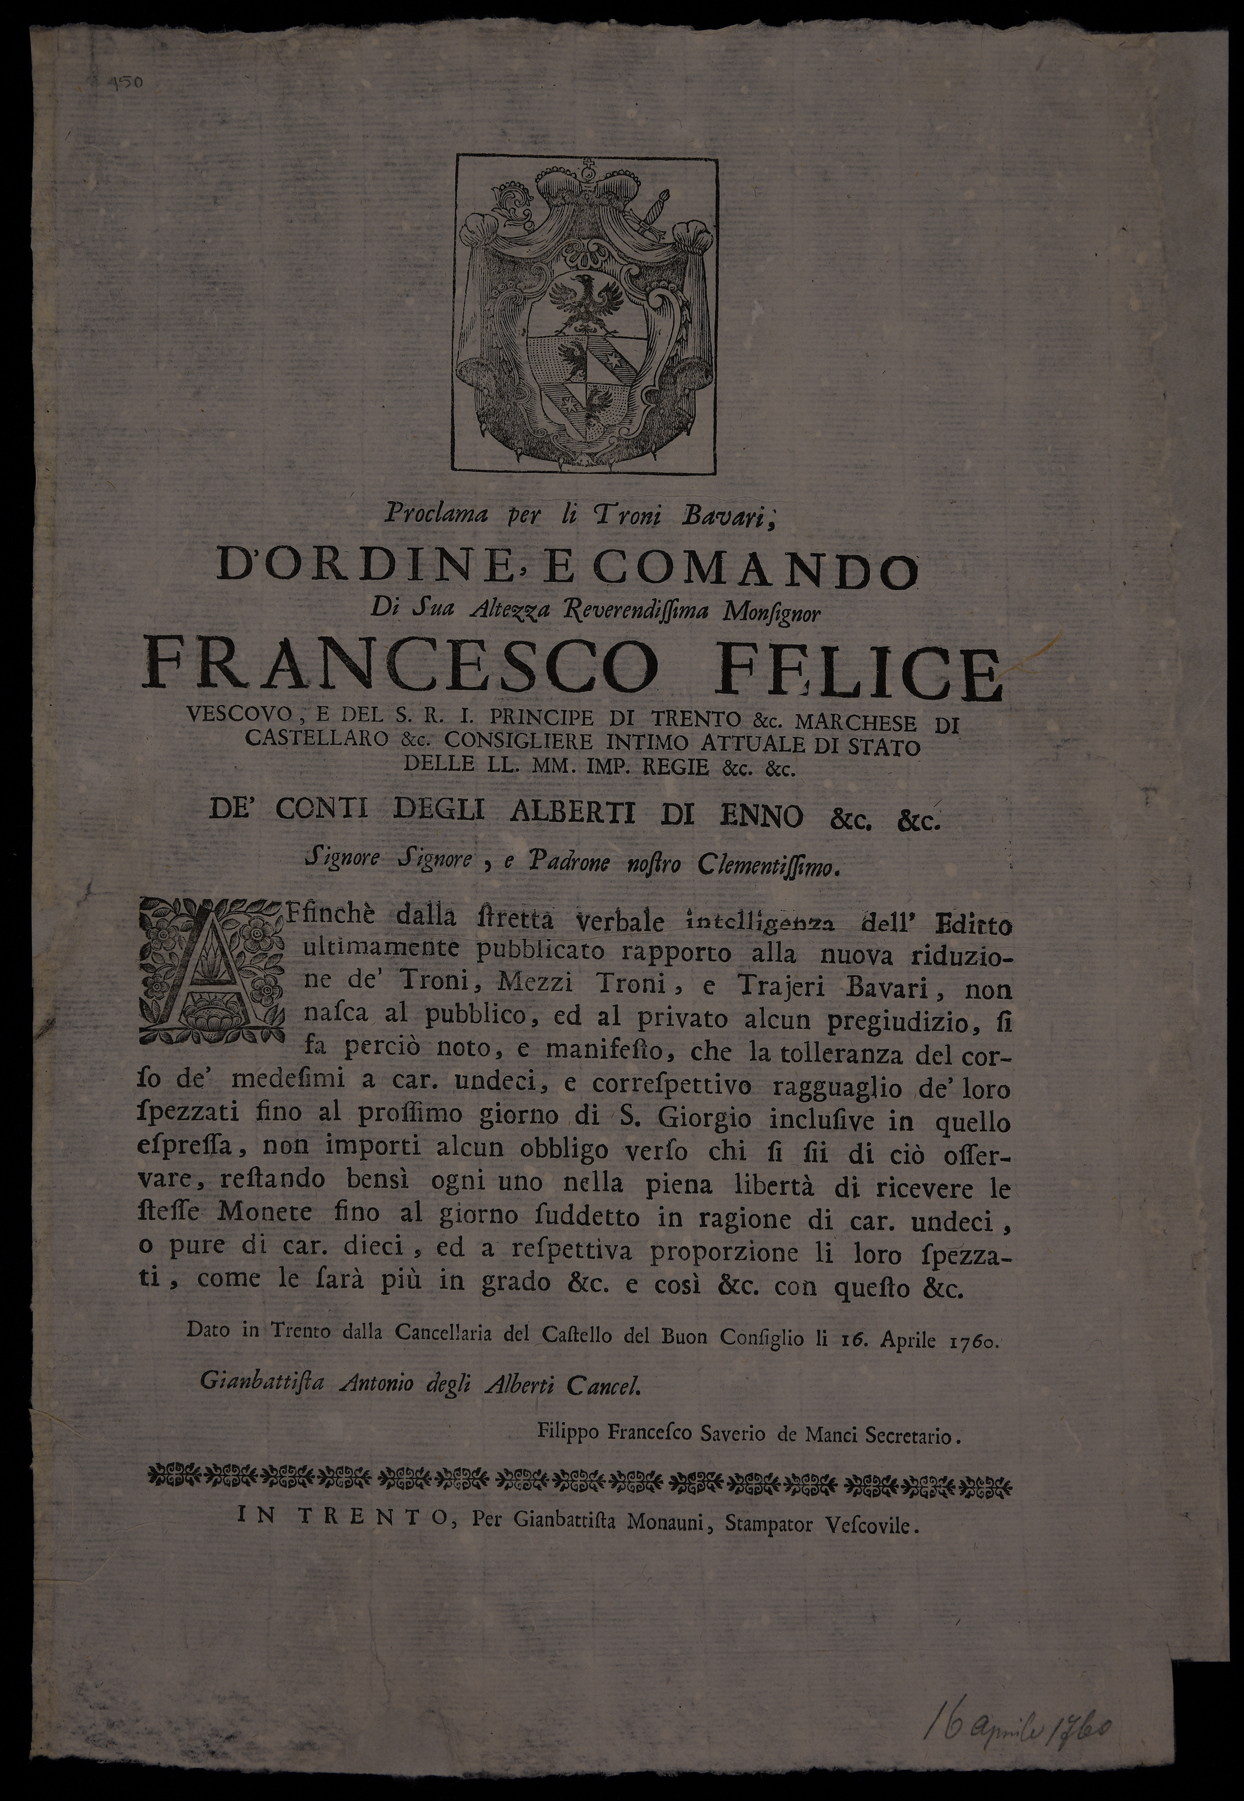 150
Proclama per li Troni Bavari;
D'ORDINE, E COMANDO
Di Sua Altezza Reverendiſſima Monſignor
FRANCESCO FELICE
VESCOVO, E DEL S. R. I. PRINCIPE DI TRENTO &c. MARCHESE DI
CASTELLARO &c. CONSIGLIERE INTIMO ATTUALE DI STATO
DELLE LL. MM. IMP. REGIE &c. &c.
DE' CONTI DEGLI ALBERTI DI ENNO &c. &c.
Signore Signore, e Padrone noſtro Clementiſſimo.
AFfinchè dalla ſtretta verbale intelligenza dell' Editto
ultimamente pubblicato rapporto alla nuova riduzio-
ne de' Troni, Mezzi Troni, e Trajeri Bavari, non
naſca al pubblico, ed al privato alcun pregiudizio, ſi
fa perciò noto, e manifeſto, che la tolleranza del cor-
ſo de' medeſimi a car. undeci, e correſpettivo ragguaglio de' loro
ſpezzati fino al proſſimo giorno di S. Giorgio incluſive in quello
eſpreſſa, non importi alcun obbligo verſo chi ſi ſii di ciò oſſer-
vare, reſtando bensì ogni uno nella piena libertà di ricevere le
ſteſſe Monete fino al giorno ſuddetto in ragione di car. undeci,
o pure di car. dieci, ed a reſpettiva proporzione li loro ſpezza-
ti, come le ſarà più in grado &c. e così &c. con queſto &c.
Dato in Trento dalla Cancellaria del Caſtello del Buon Conſiglio li 16. Aprile 1760.
Gianbattiſta Antonio degli Alberti Cancel.
Filippo Franceſco Saverio de Manci Secretario.
IN TRENTO, Per Gianbattiſta Monauni, Stampator Veſcovile.
16 aprile 1760